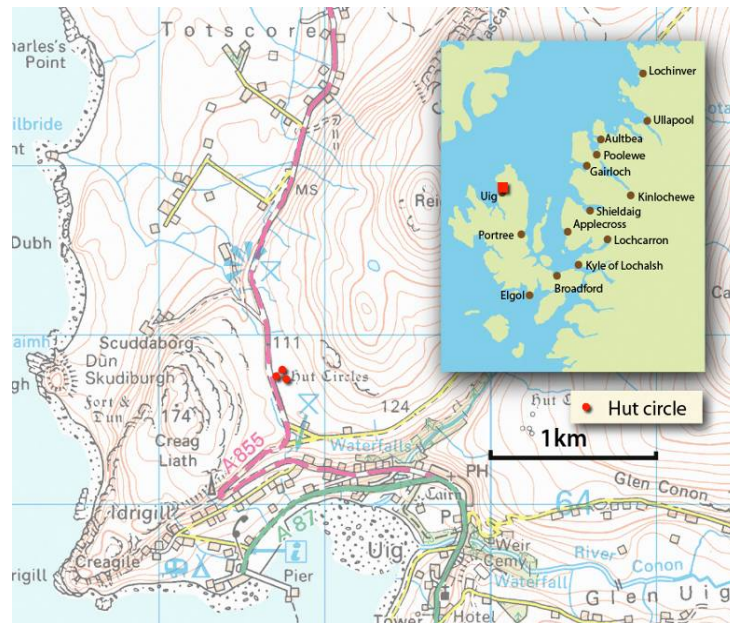 Totscore
harles's
Point
ilbride
nt
MS
Dubh
aimh
gh
Scuddaborg
Dùn
Skudiburgh
Fort &
Dun
111
Hut Circles
174
Creag
Liath
124
A 855
Waterfalls
Hut C
PH
Cairn
P
Glen Conon
64
Idrigill
A 87
i
Uig
Weir
Cemy
River Conon
Waterfall
Creagile
rigill
Pier
Glen Uig
Tower
Hotel
Lochinver
Ullapool
Aultbea
Poolewe
Gairloch
Uig
Kinlochewe
Shieldaig
Applecross
Portree
Lochcarron
Kyle of Lochalsh
Broadford
Elgol
Hut circle
1km